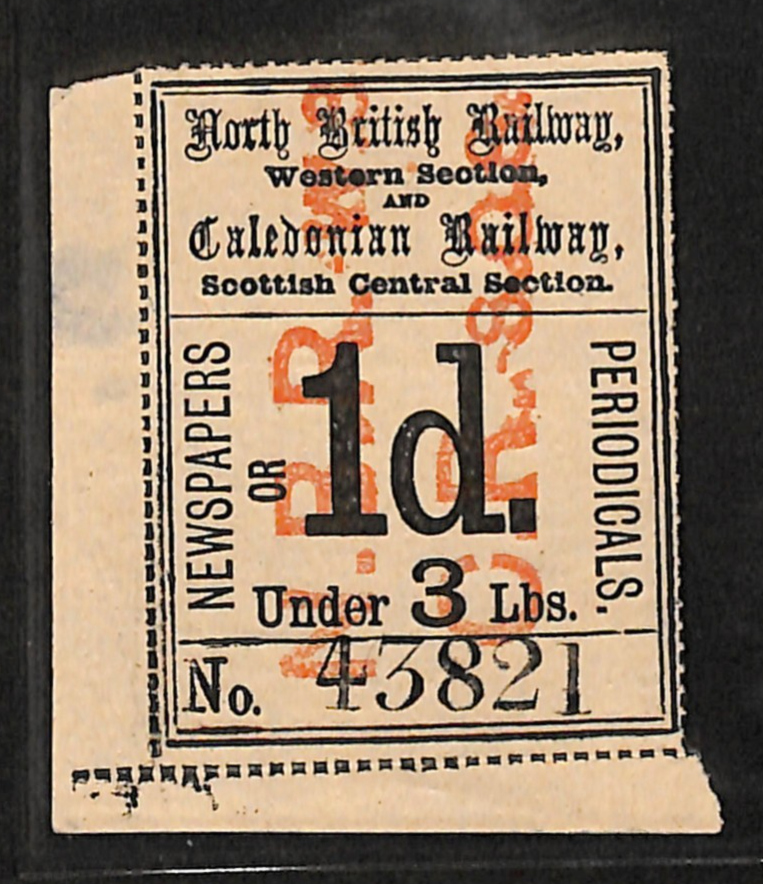 North British Railway,
Western Section,
AND
Caledonian Railway,
Scottish Central Section.
NEWSPAPERS
OR
PERIODICALS.
1d.
Under 3 Lbs.
No. 43821
N.B.R.